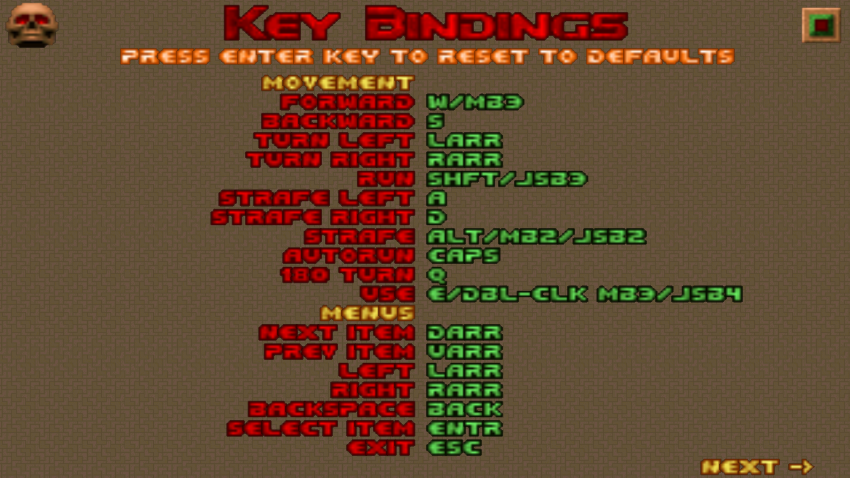 KEY BINDINGS
PRESS ENTER KEY TO RESET TO DEFAULTS
MOVEMENT
FORWARD W/MB3
BACKWARD S
TURN LEFT LARR
TURN RIGHT RARR
RUN SHFT/JSB3
STRAFE LEFT A
STRAFE RIGHT D
STRAFE ALT/MB2/JSB2
AUTORUN CAPS
180 TURN Q
USE E/DBL-CLK MB3/JSB4
MENUS
NEXT ITEM DARR
PREV ITEM UARR
LEFT LARR
RIGHT RARR
BACKSPACE BACK
SELECT ITEM ENTR
EXIT ESC
NEXT ->